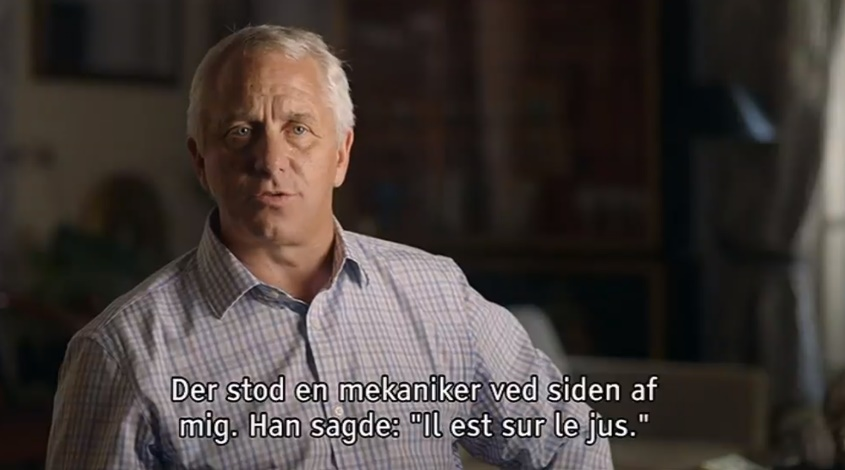 Der stod en mekaniker ved siden af
mig. Han sagde: "Il est sur le jus."